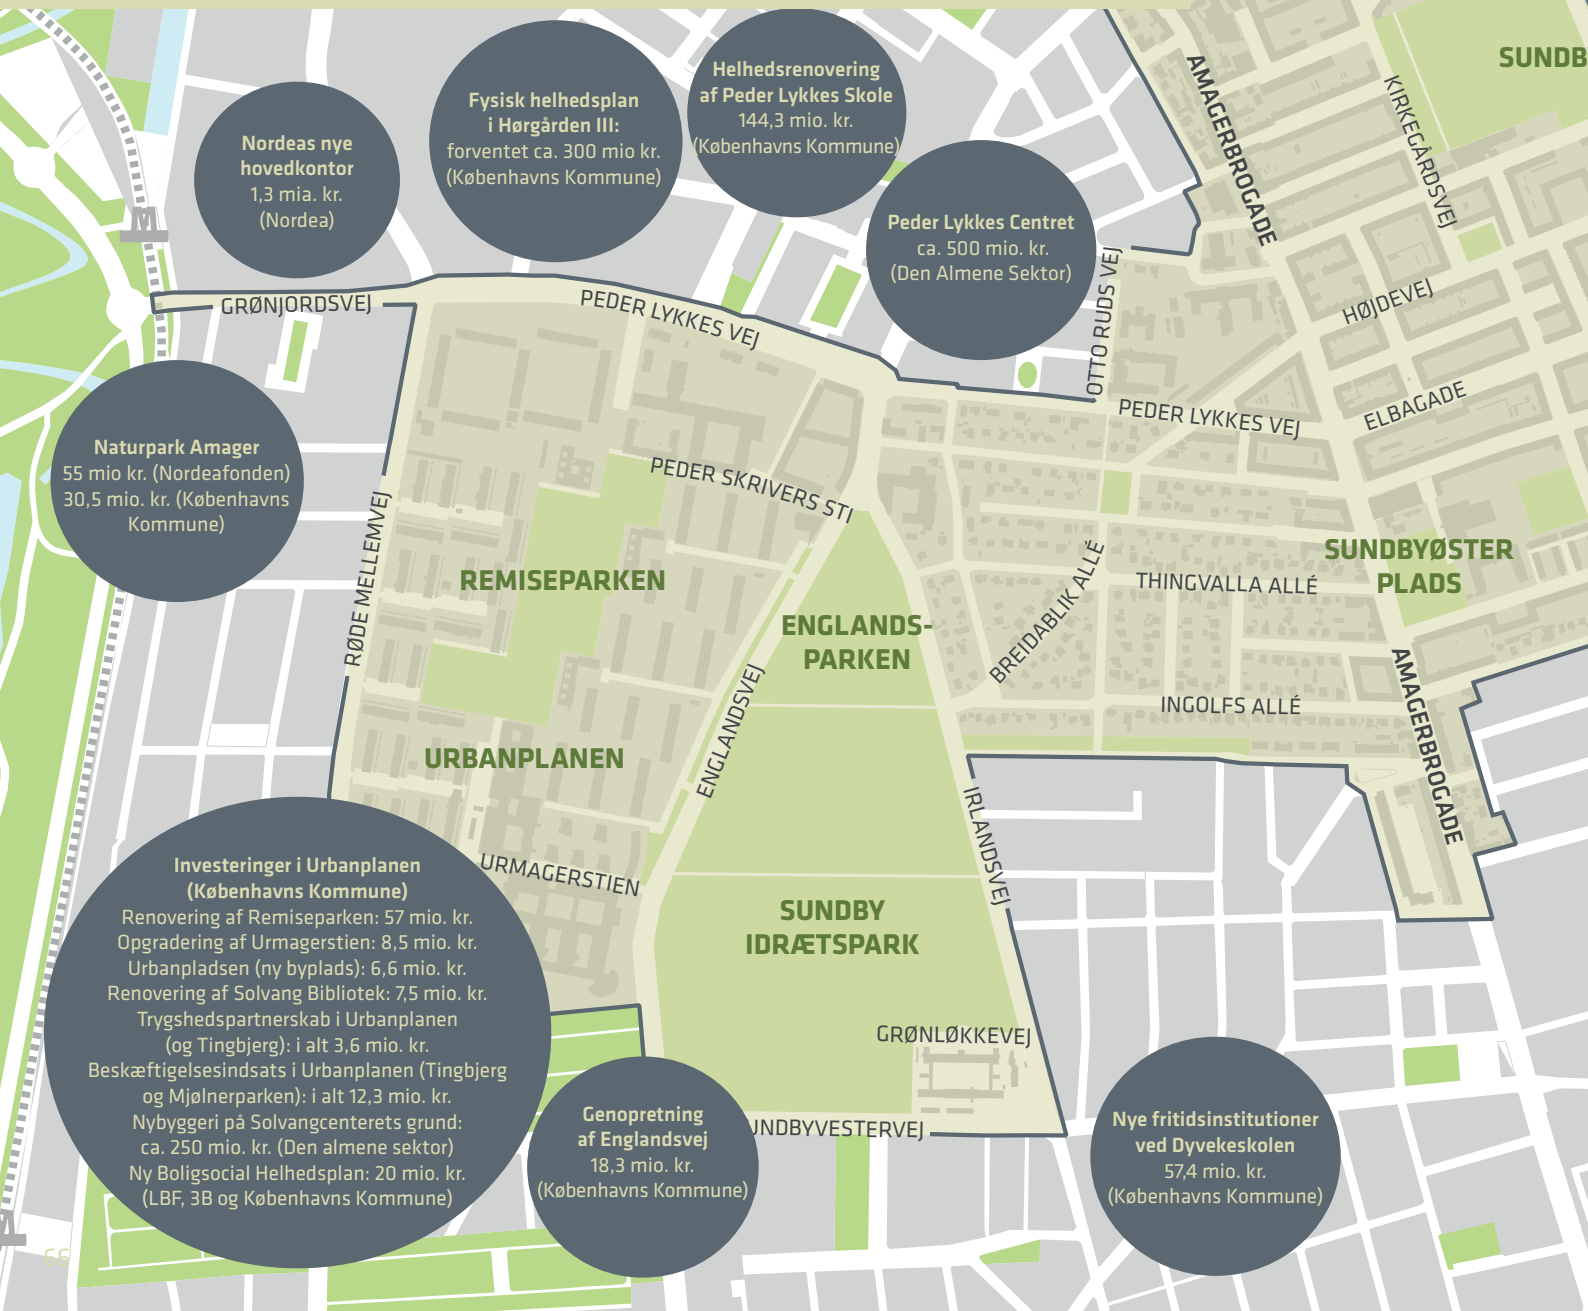 SUNDB
AMAGERBROGADE
KIRKEGÅRDSVEJ
Helhedsrenovering
af Peder Lykkes Skole
144,3 mio. kr.
(Københavns Kommune)
Fysisk helhedsplan
i Hørgården III:
forventet ca. 300 mio kr.
(Københavns Kommune)
Nordeas nye
hovedkontor
1,3 mia. kr.
(Nordea)
Peder Lykkes Centret
ca. 500 mio. kr.
(Den Almene Sektor)
M
GRØNJORDSVEJ
PEDER LYKKES VEJ
OTTO RUDS VEJ
HØJDEVEJ
ELBAGADE
PEDER LYKKES VEJ
Naturpark Amager
55 mio kr. (Nordeafonden)
30,5 mio. kr. (Københavns
Kommune)
PEDER SKRIVERS STI
RØDE MELLEMVEJ
REMISEPARKEN
SUNDBYØSTER
PLADS
THINGVALLA ALLÉ
BREIDABLIK ALLÉ
ENGLANDS-
PARKEN
INGOLFS ALLÉ
AMAGERBROGADE
ENGLANDSVEJ
URBANPLANEN
IRLANDSVEJ
URMAGERSTIEN
SUNDBY
IDRÆTSPARK
Investeringer i Urbanplanen
(Københavns Kommune)
Renovering af Remiseparken: 57 mio. kr.
Opgradering af Urmagerstien: 8,5 mio. kr.
Urbanpladsen (ny byplads): 6,6 mio. kr.
Renovering af Solvang Bibliotek: 7,5 mio. kr.
Trygshedspartnerskab i Urbanplanen
(og Tingbjerg): i alt 3,6 mio. kr.
Beskæftigelsesindsats i Urbanplanen (Tingbjerg
og Mjølnerparken): i alt 12,3 mio. kr.
Nybyggeri på Solvangcenterets grund:
ca. 250 mio. kr. (Den almene sektor)
Ny Boligsocial Helhedsplan: 20 mio. kr.
(LBF, 3B og Københavns Kommune)
GRØNLØKKEVEJ
UNDBYVESTERVEJ
Genopretning
af Englandsvej
18,3 mio. kr.
(Københavns Kommune)
Nye fritidsinstitutioner
ved Dyvekeskolen
57,4 mio. kr.
(Københavns Kommune)
M
66